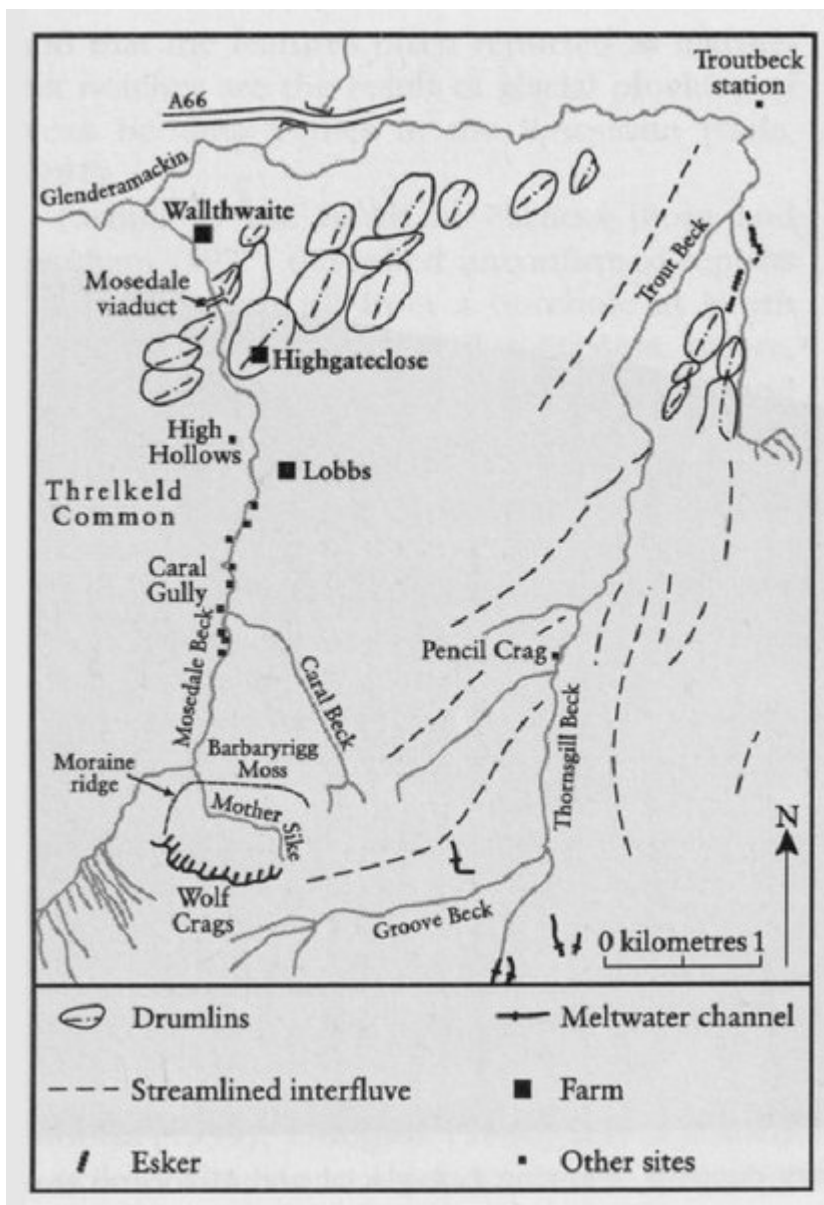 Troutbeck
station
A66
Glenderamackin
Wallthwaite
Trout Beck
Mosedale
viaduct
Highgateclose
High
Hollows
Lobbs
Threlkeld
Common
Caral
Gully
Mosedale Beck
Pencil Crag
Caral Beck
Barbaryrigg
Moss
Moraine
ridge
Mother Sike
Thornsgill Beck
Wolf
Crags
Groove Beck
N
0 kilometres 1
Drumlins
Meltwater channel
Streamlined interfluve
Farm
Esker
Other sites